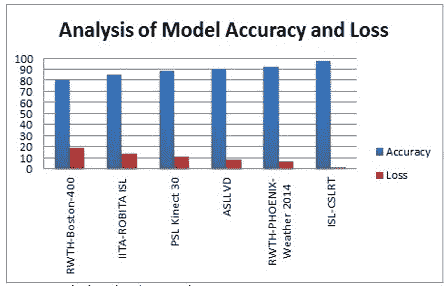 Analysis of Model Accuracy and Loss
100
90
80
70
60
50
40
30
20
10
0
RWTH-Boston-400
IITA-ROBITA ISL
PSL Kinect 30
ASLLVD
RWTH-PHOENIX-
Weather 2014
ISL-CSLRT
Accuracy
Loss